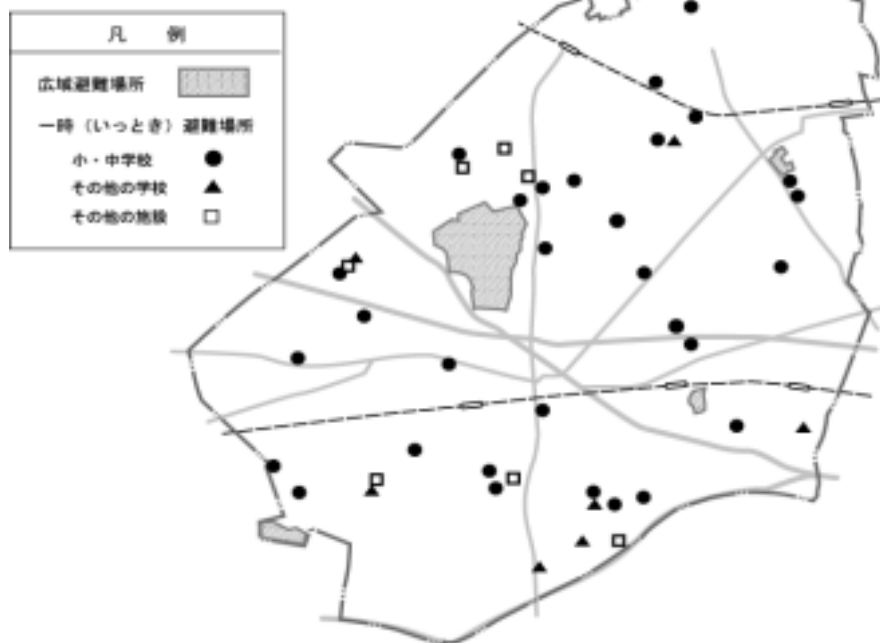 凡 例
広域避難場所
一時（いっとき）避難場所
小・中学校
その他の学校
その他の施設